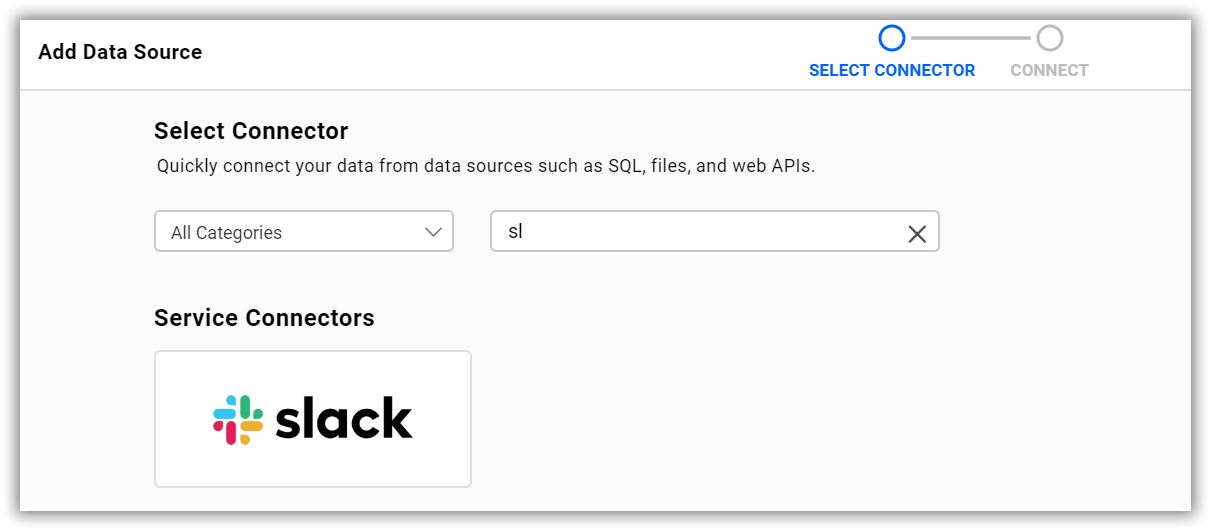 Add Data Source
SELECT CONNECTOR
CONNECT
Select Connector
Quickly connect your data from data sources such as SQL, files, and web APIs.
All Categories
sl
Service Connectors
slack